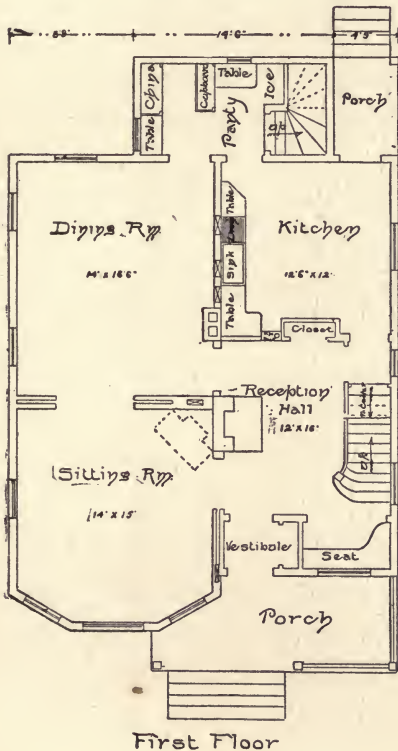 14'6"
4'5"
China
Cupboard
Table
Ice
Table
Pantry
Up
Porch
Dining Rm
14' x 16'6"
Table
Sink
Table
Kitchen
12'6" x 12'
Closet
Reception
Hall
12' x 16'
Up
Sitting Rm
14' x 15'
Vestibule
Seat
Porch
First Floor